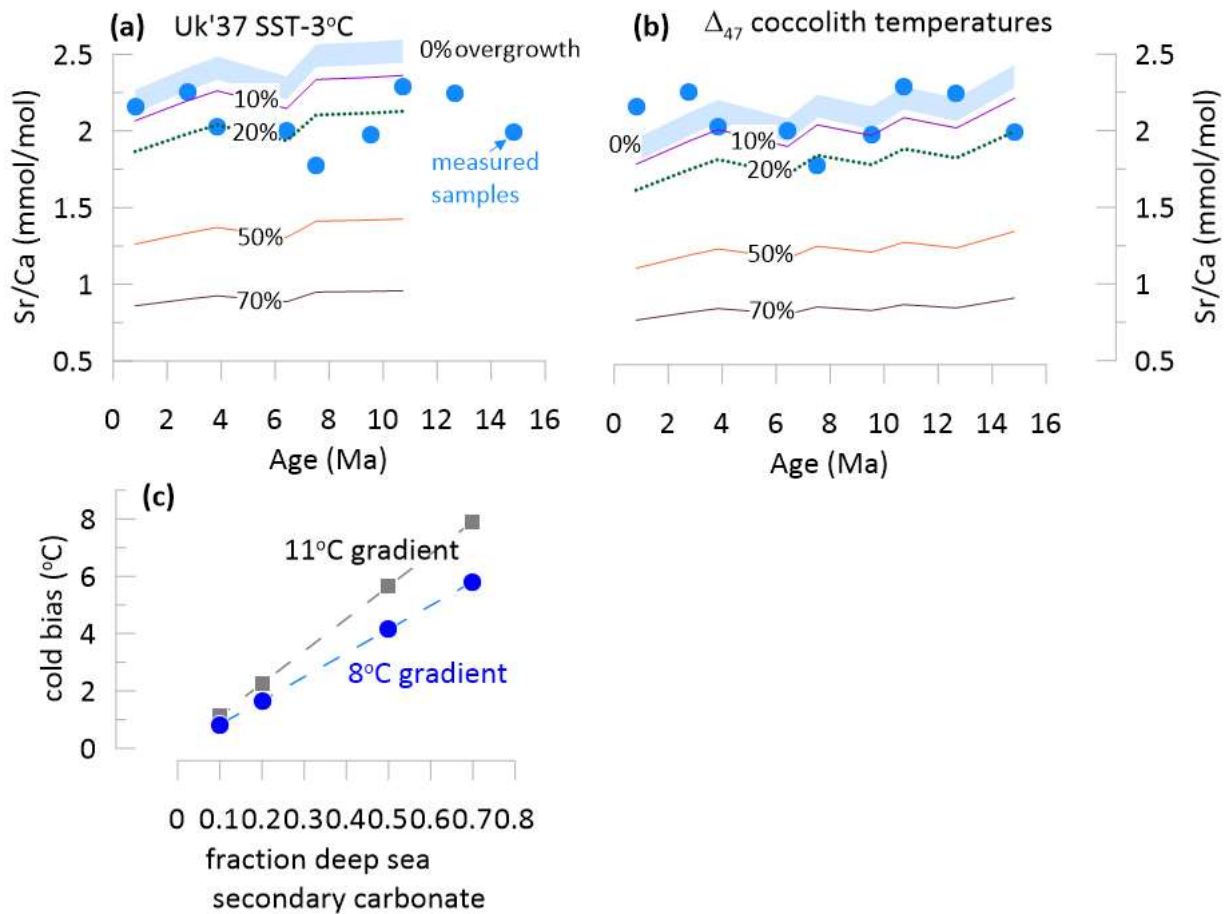 (a) Uk'37 SST-3°C
2.5
2
1.5
1
0.5
Sr/Ca (mmol/mol)
0% overgrowth
10%
20%
50%
70%
measured
samples
0 2 4 6 8 10 12 14 16
Age (Ma)
(b) Δ47 coccolith temperatures
0%
10%
20%
50%
70%
2.5
2
1.5
1
0.5
Sr/Ca (mmol/mol)
0 2 4 6 8 10 12 14 16
Age (Ma)
(c)
8
6
4
2
0
cold bias (°C)
11°C gradient
8°C gradient
0 0.10.20.30.40.50.60.70.8
fraction deep sea
secondary carbonate